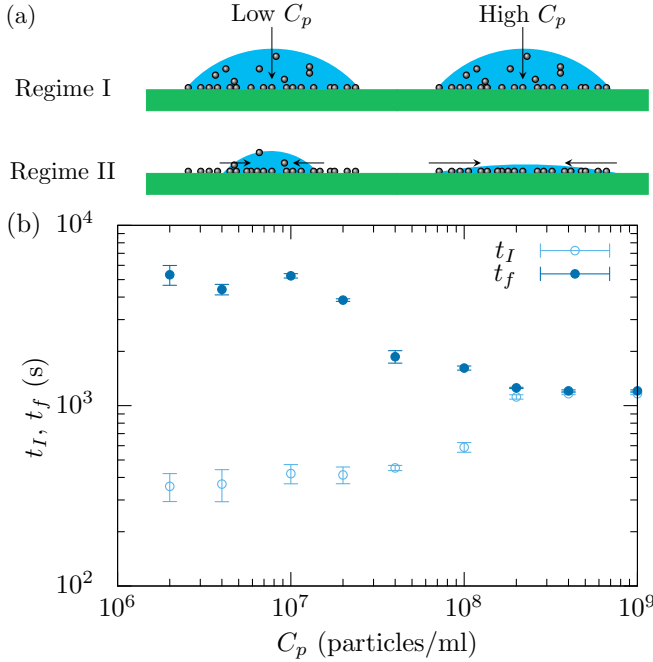 (a)
Low C_p
High C_p
Regime I
Regime II
(b)
10^4
10^3
10^2
t_I, t_f (s)
t_I
t_f
10^6
10^7
10^8
10^9
C_p (particles/ml)